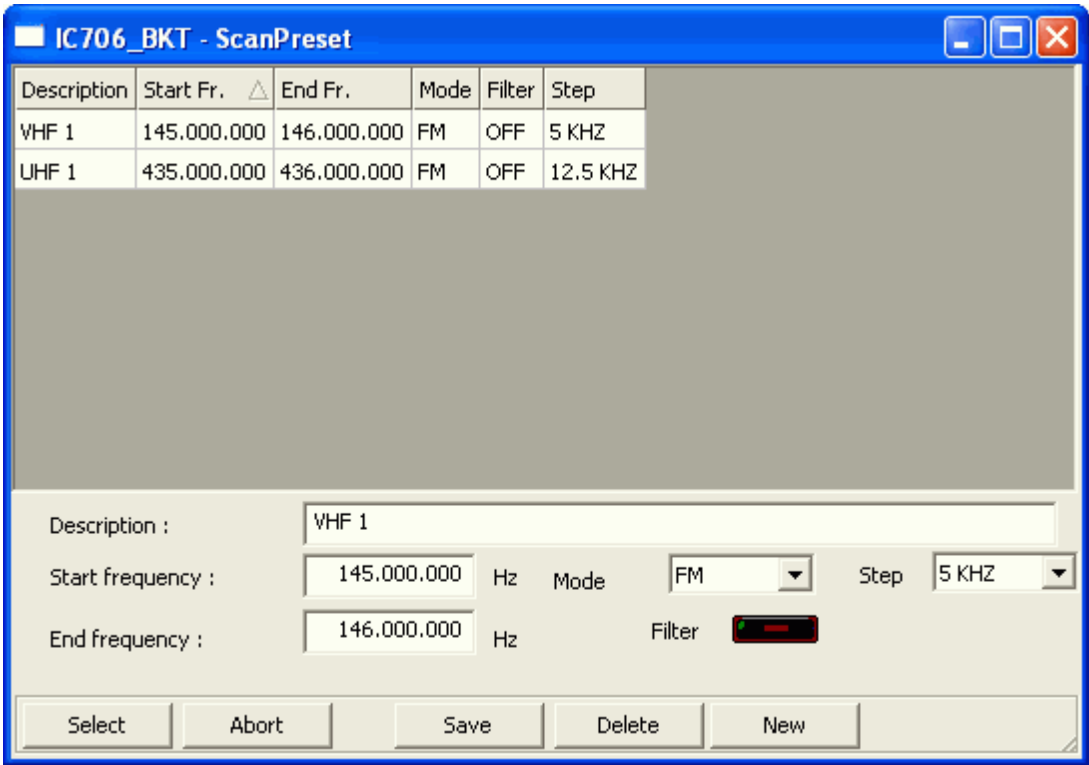 IC706_BKT - ScanPreset
Description Start Fr. End Fr. Mode Filter Step
VHF 1 145.000.000 146.000.000 FM OFF 5 KHZ
UHF 1 435.000.000 436.000.000 FM OFF 12.5 KHZ
Description : VHF 1
Start frequency : 145.000.000 Hz Mode FM Step 5 KHZ
End frequency : 146.000.000 Hz Filter
Select Abort Save Delete New